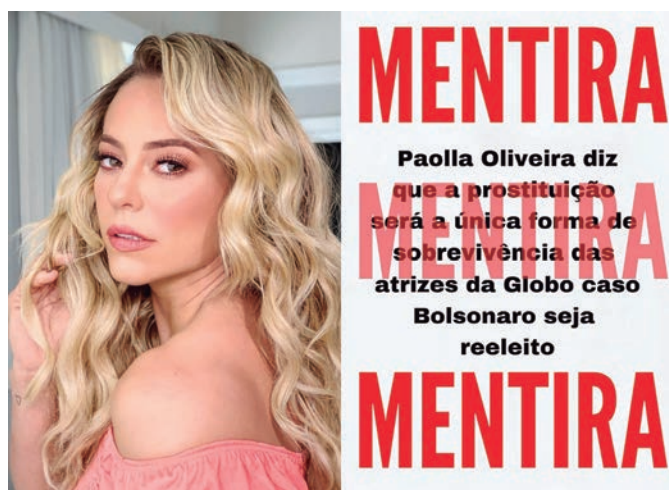 MENTIRA
Paolla Oliveira diz
que a prostituição
será a única forma de
MENTIRA
sobrevivência das
atrizes da Globo caso
Bolsonaro seja
reeleito
MENTIRA